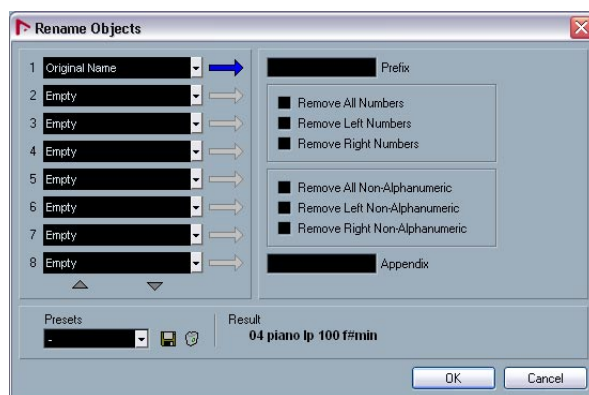 Rename Objects
1 Original Name
2 Empty
3 Empty
4 Empty
5 Empty
6 Empty
7 Empty
8 Empty
Prefix
Remove All Numbers
Remove Left Numbers
Remove Right Numbers
Remove All Non-Alphanumeric
Remove Left Non-Alphanumeric
Remove Right Non-Alphanumeric
Appendix
Presets
-
Result
04 piano lp 100 f#min
OK
Cancel